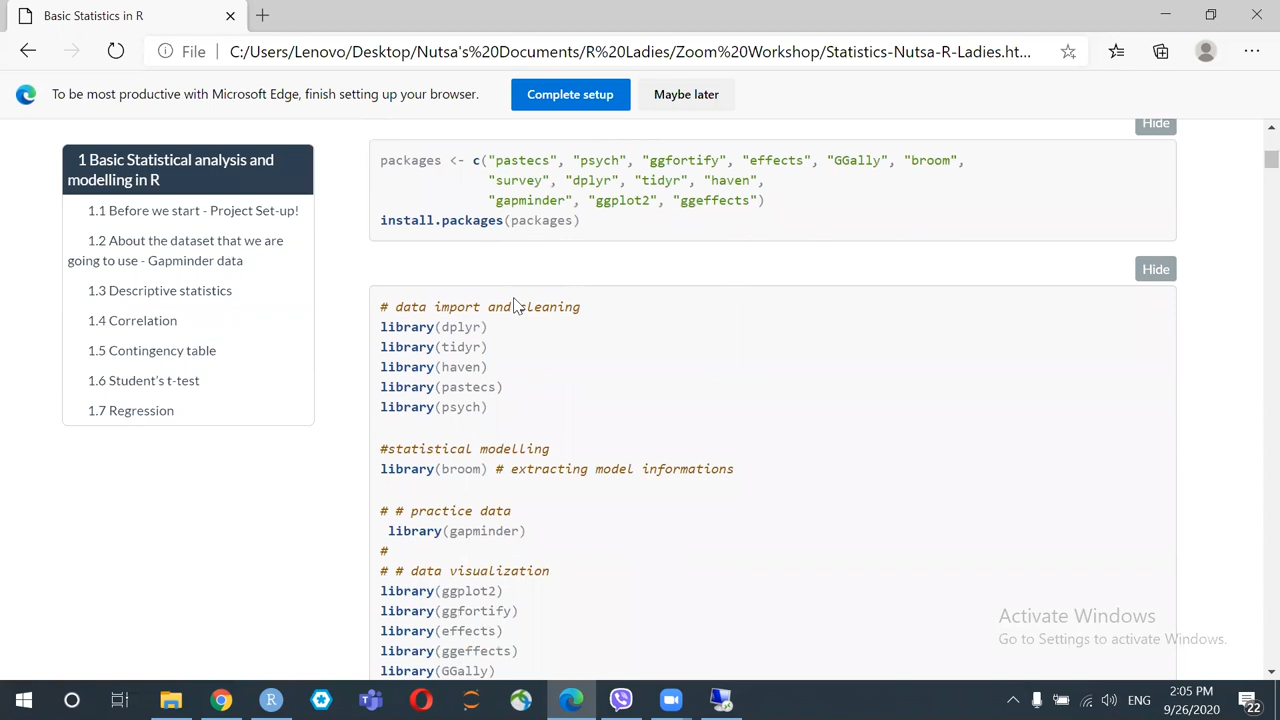 Basic Statistics in R
File
C:/Users/Lenovo/Desktop/Nutsa's%20Documents/R%20Ladies/Zoom%20Workshop/Statistics-Nutsa-R-Ladies.ht...
To be most productive with Microsoft Edge, finish setting up your browser.
Complete setup
Maybe later
1 Basic Statistical analysis and
modelling in R
1.1 Before we start - Project Set-up!
1.2 About the dataset that we are
going to use - Gapminder data
1.3 Descriptive statistics
1.4 Correlation
1.5 Contingency table
1.6 Student's t-test
1.7 Regression
Hide
packages <- c("pastecs", "psych", "ggfortify", "effects", "GGally", "broom",
"survey", "dplyr", "tidyr", "haven",
"gapminder", "ggplot2", "ggeffects")
install.packages(packages)
Hide
# data import and cleaning
library(dplyr)
library(tidyr)
library(haven)
library(pastecs)
library(psych)
#statistical modelling
library(broom) # extracting model informations
# # practice data
library(gapminder)
#
# # data visualization
library(ggplot2)
library(ggfortify)
library(effects)
library(ggeffects)
library(GGally)
Activate Windows
Go to Settings to activate Windows.
ENG
2:05 PM
9/26/2020
22